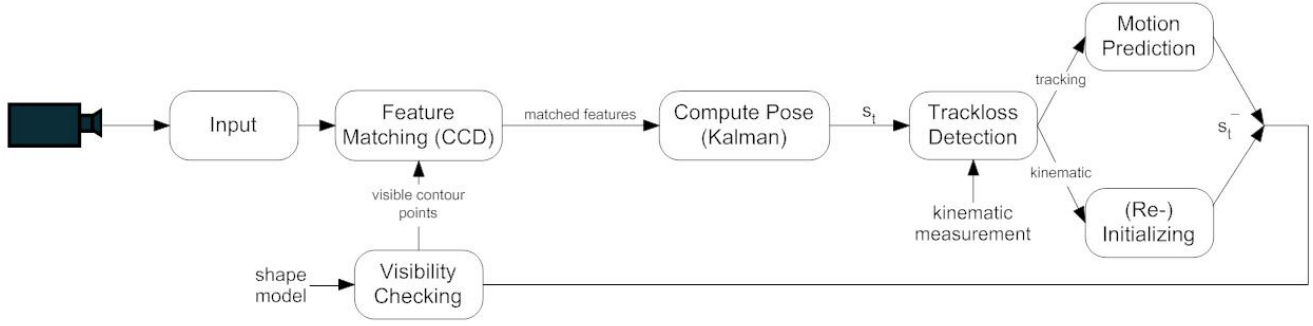 Input
Feature
Matching (CCD)
matched features
Compute Pose
(Kalman)
s_t
Trackloss
Detection
tracking
Motion
Prediction
kinematic
(Re-)
Initializing
s_t^-
kinematic
measurement
visible contour
points
shape
model
Visibility
Checking